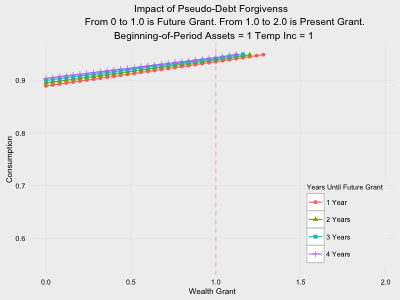 Impact of Pseudo-Debt Forgivenss
From 0 to 1.0 is Future Grant. From 1.0 to 2.0 is Present Grant.
Beginning-of-Period Assets = 1 Temp Inc = 1
Consumption
0.9
0.8
0.7
0.6
Years Until Future Grant
1 Year
2 Years
3 Years
4 Years
0.0 0.5 1.0 1.5 2.0
Wealth Grant